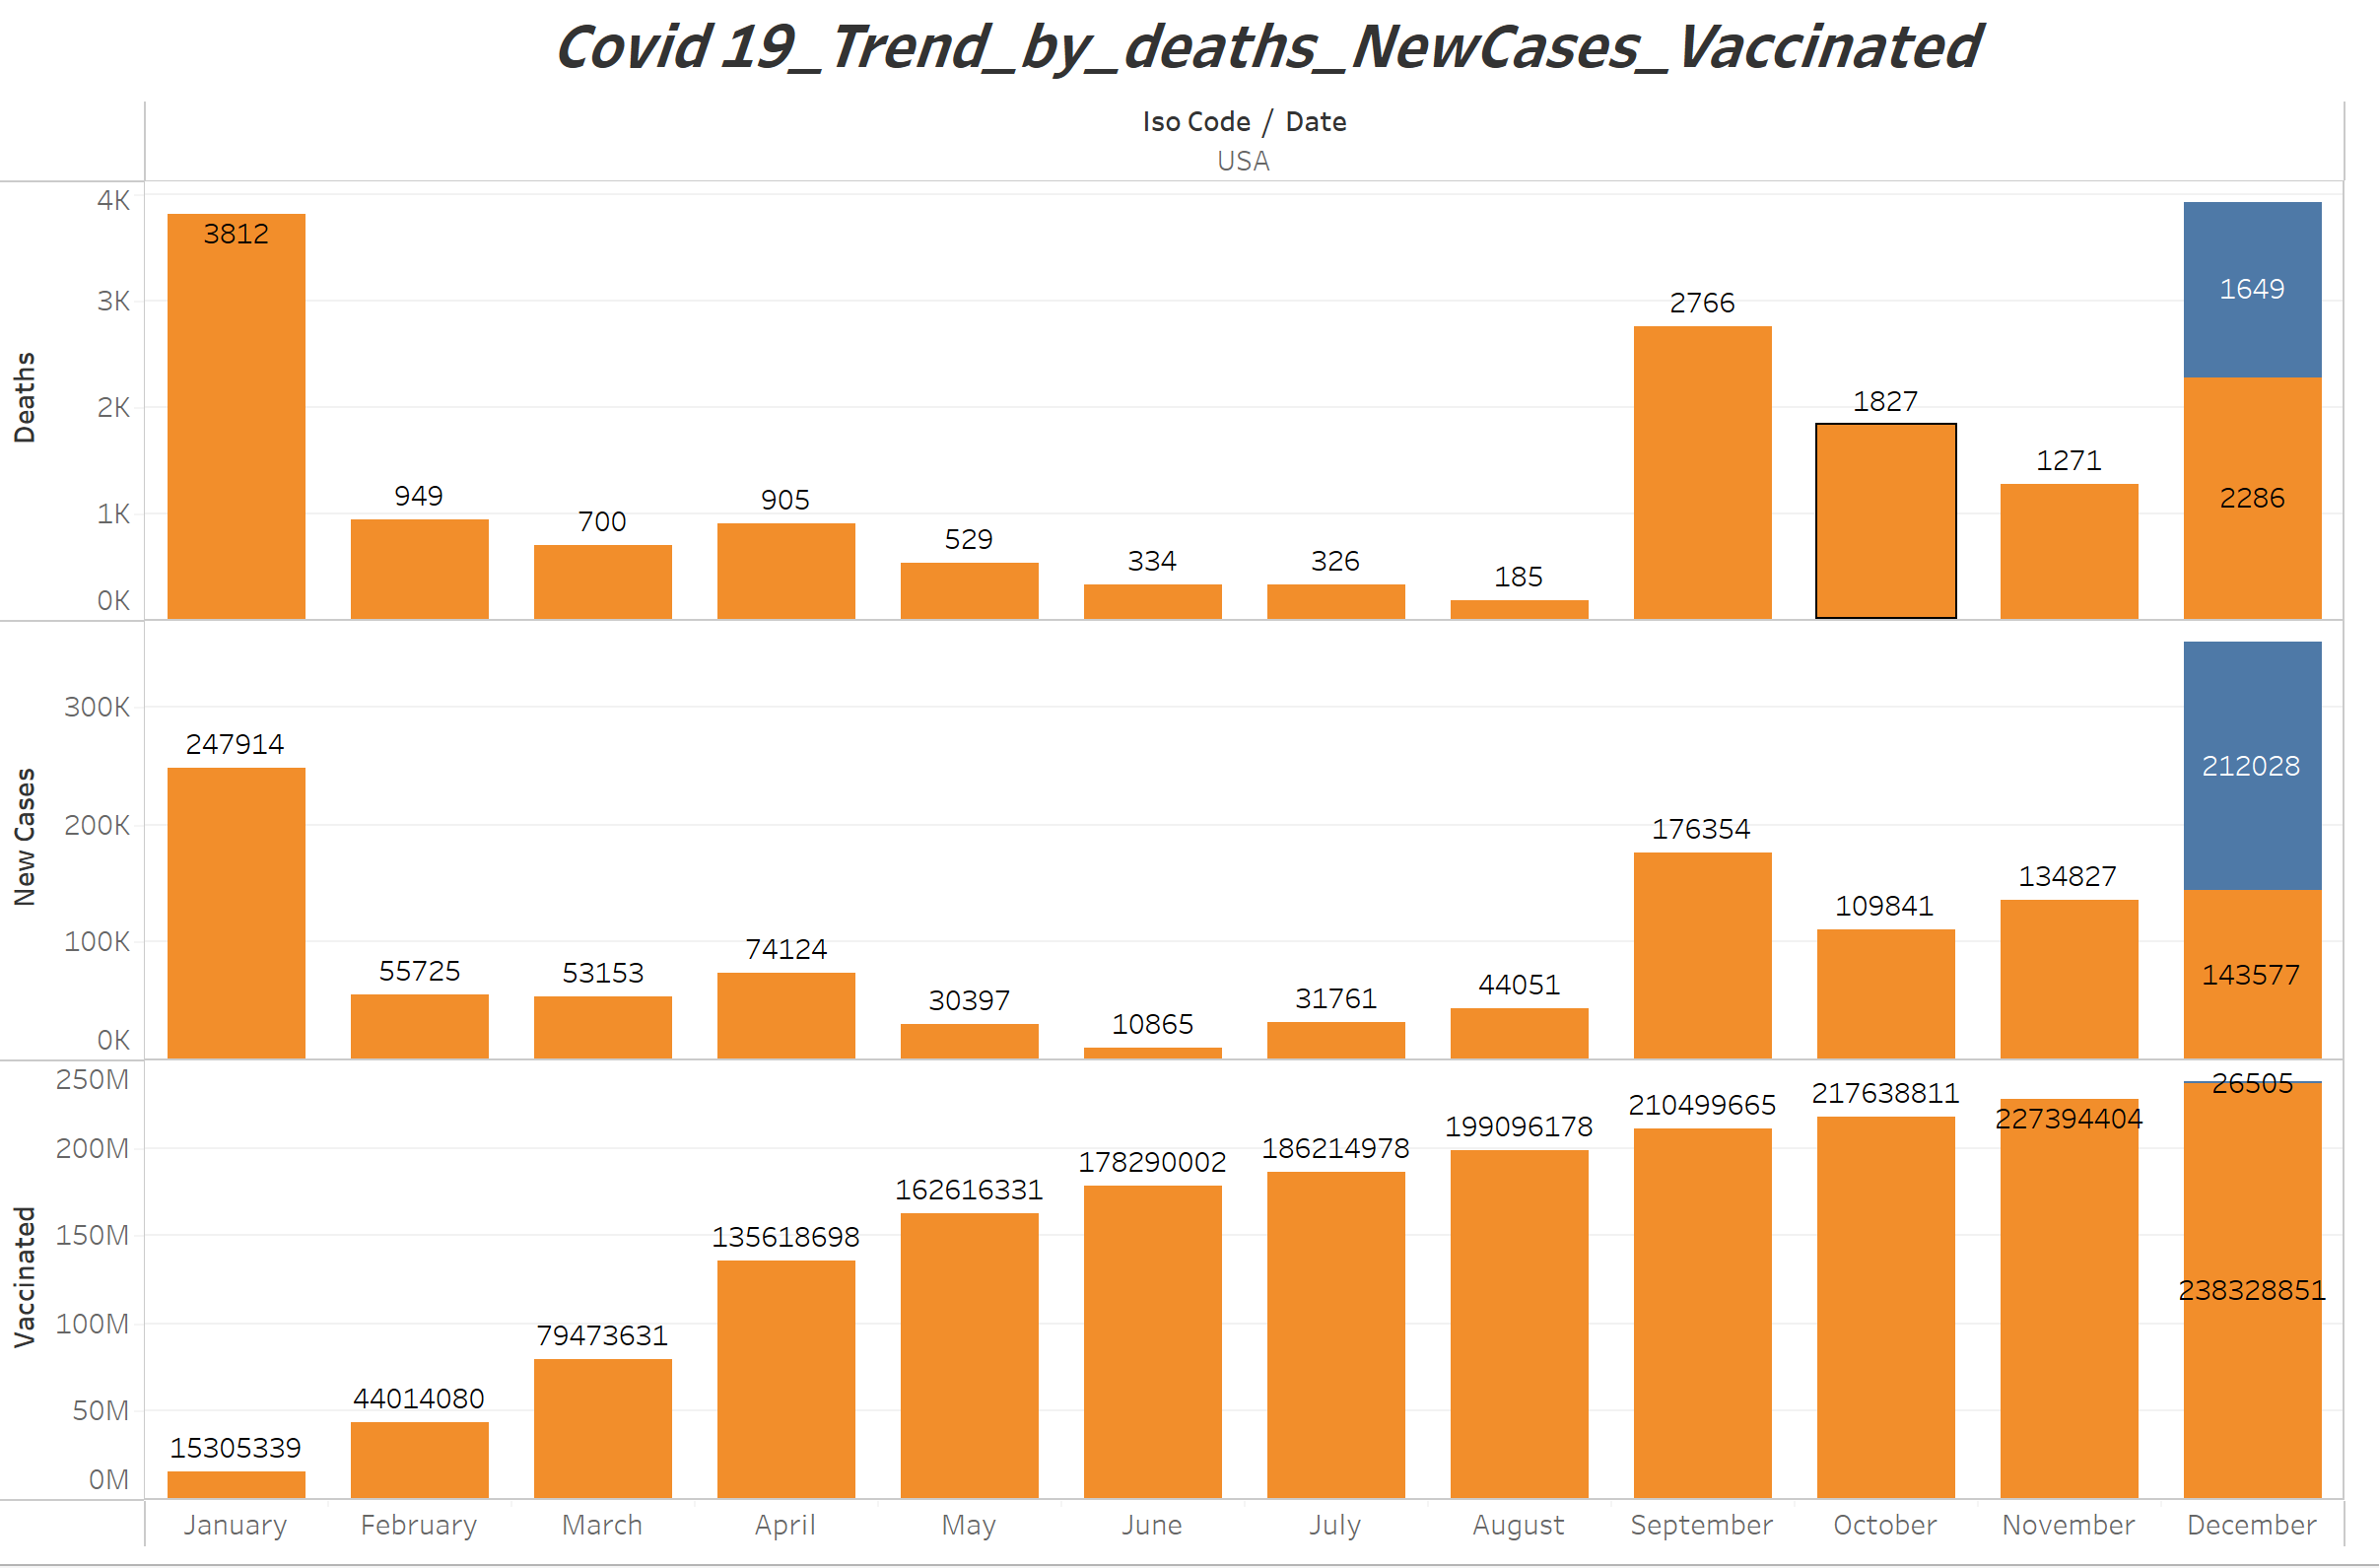 Covid 19_Trend_by_deaths_NewCases_Vaccinated
Iso Code / Date
USA
Deaths
4K
3K
2K
1K
0K
3812
949
700
905
529
334
326
185
2766
1827
1271
1649
2286
New Cases
300K
200K
100K
0K
247914
55725
53153
74124
30397
10865
31761
44051
176354
109841
134827
212028
143577
Vaccinated
250M
200M
150M
100M
50M
0M
15305339
44014080
79473631
135618698
162616331
178290002
186214978
199096178
210499665
217638811
227394404
26505
238328851
January February March April May June July August September October November December